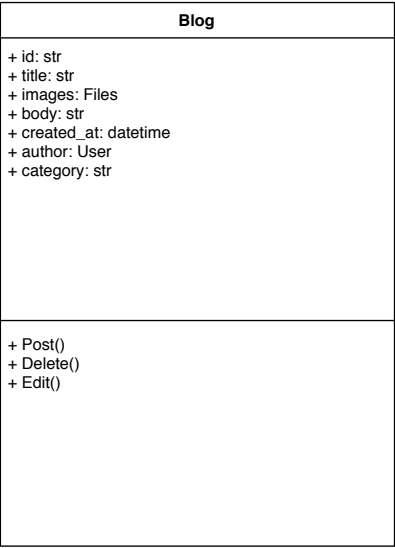 Blog
+ id: str
+ title: str
+ images: Files
+ body: str
+ created_at: datetime
+ author: User
+ category: str
+ Post()
+ Delete()
+ Edit()